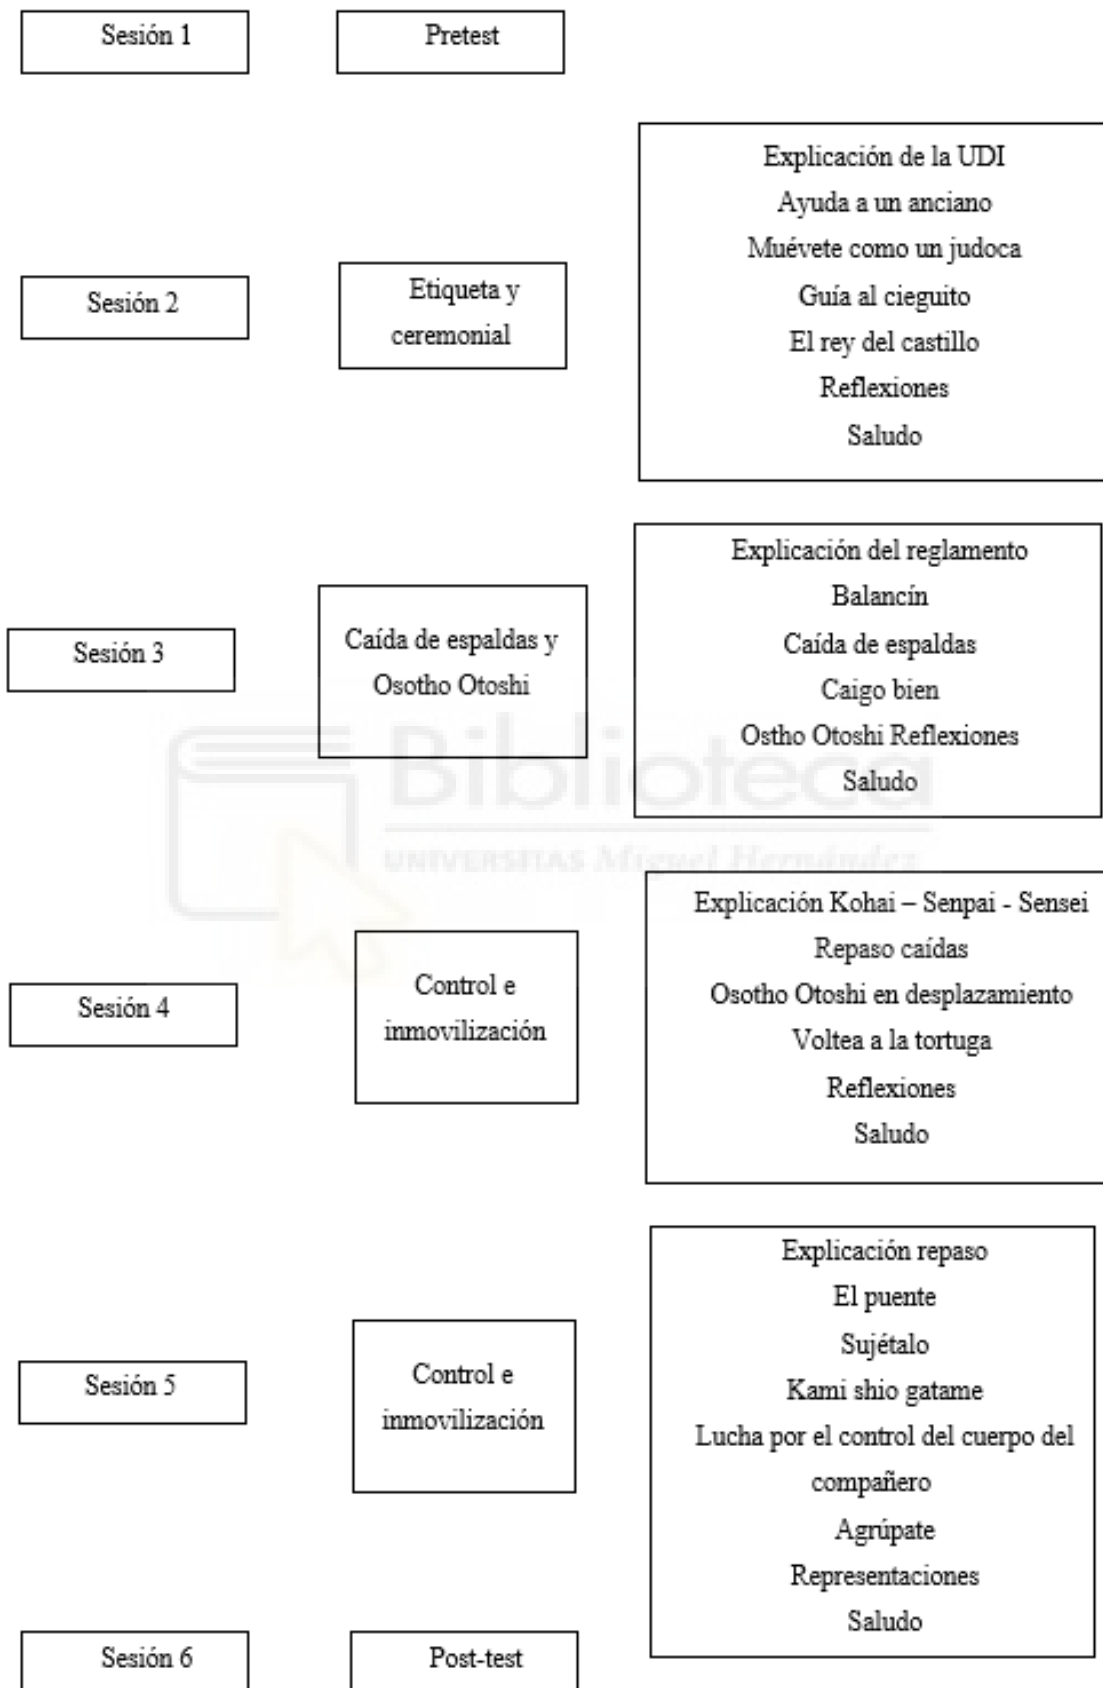 Sesión 1
Pretest
Sesión 2
Etiqueta y
ceremonial
Explicación de la UDI
Ayuda a un anciano
Muévete como un judoca
Guía al cieguito
El rey del castillo
Reflexiones
Saludo
Sesión 3
Caída de espaldas y
Osotho Otoshi
Explicación del reglamento
Balancín
Caída de espaldas
Caigo bien
Ostho Otoshi Reflexiones
Saludo
Biblioteca
UNIVERSITAS Miguel Hernández
Sesión 4
Control e
inmovilización
Explicación Kohai – Senpai - Sensei
Repaso caídas
Osotho Otoshi en desplazamiento
Voltea a la tortuga
Reflexiones
Saludo
Sesión 5
Control e
inmovilización
Explicación repaso
El puente
Sujétalo
Kami shio gatame
Lucha por el control del cuerpo del
compañero
Agrúpate
Representaciones
Saludo
Sesión 6
Post-test